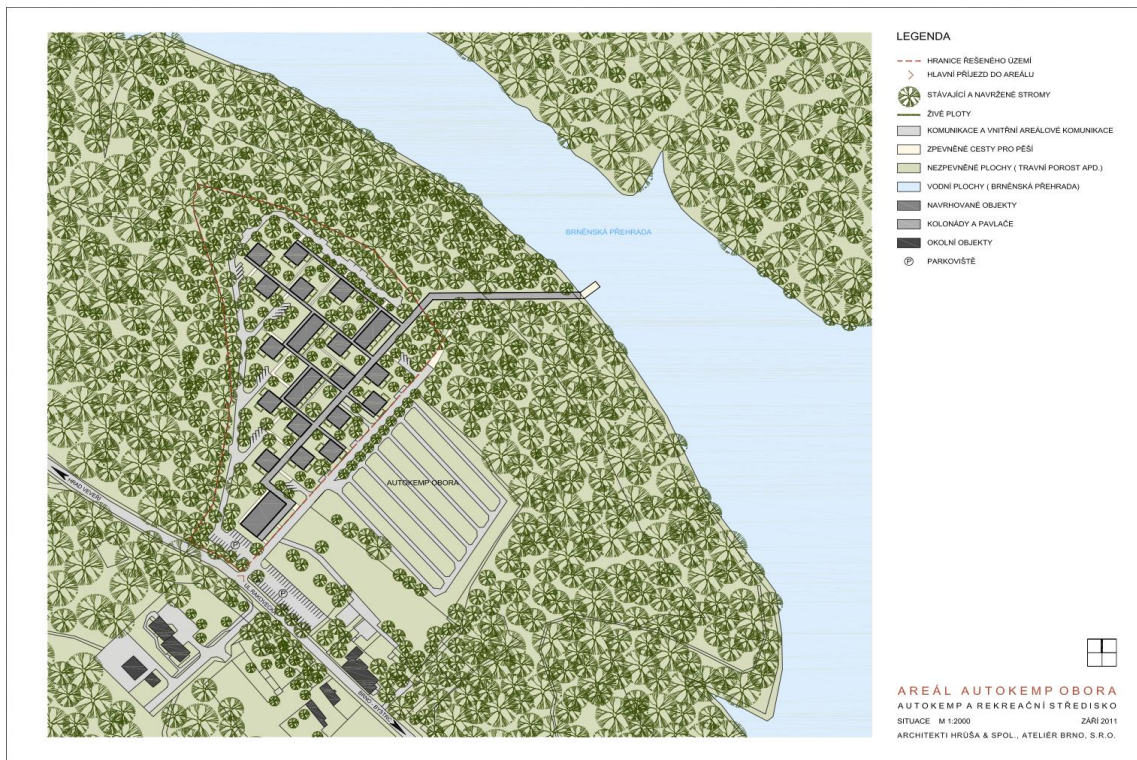 LEGENDA
HRANICE ŘEŠENÉHO ÚZEMÍ
HLAVNÍ PŘÍJEZD DO AREÁLU
STÁVAJÍCÍ A NAVRŽENÉ STROMY
ŽIVÉ PLOTY
KOMUNIKACE A VNITŘNÍ AREÁLOVÉ KOMUNIKACE
ZPEVNĚNÉ CESTY PRO PĚŠÍ
NEZPEVNĚNÉ PLOCHY ( TRAVNÍ POROST APD.)
VODNÍ PLOCHY ( BRNĚNSKÁ PŘEHRADA)
NAVRHOVANÉ OBJEKTY
KOLONÁDY A PAVLAČE
OKOLNÍ OBJEKTY
P PARKOVIŠTĚ
BRNĚNSKÁ PŘEHRADA
AUTOKEMP OBORA
HRAD VEVEŘÍ
P
P
AREÁL AUTOKEMP OBORA
AUTOKEMP A REKREAČNÍ STŘEDISKO
SITUACE M 1:2000 ZÁŘÍ 2011
ARCHITEKTI HRŮŠA & SPOL., ATELIÉR BRNO, S.R.O.